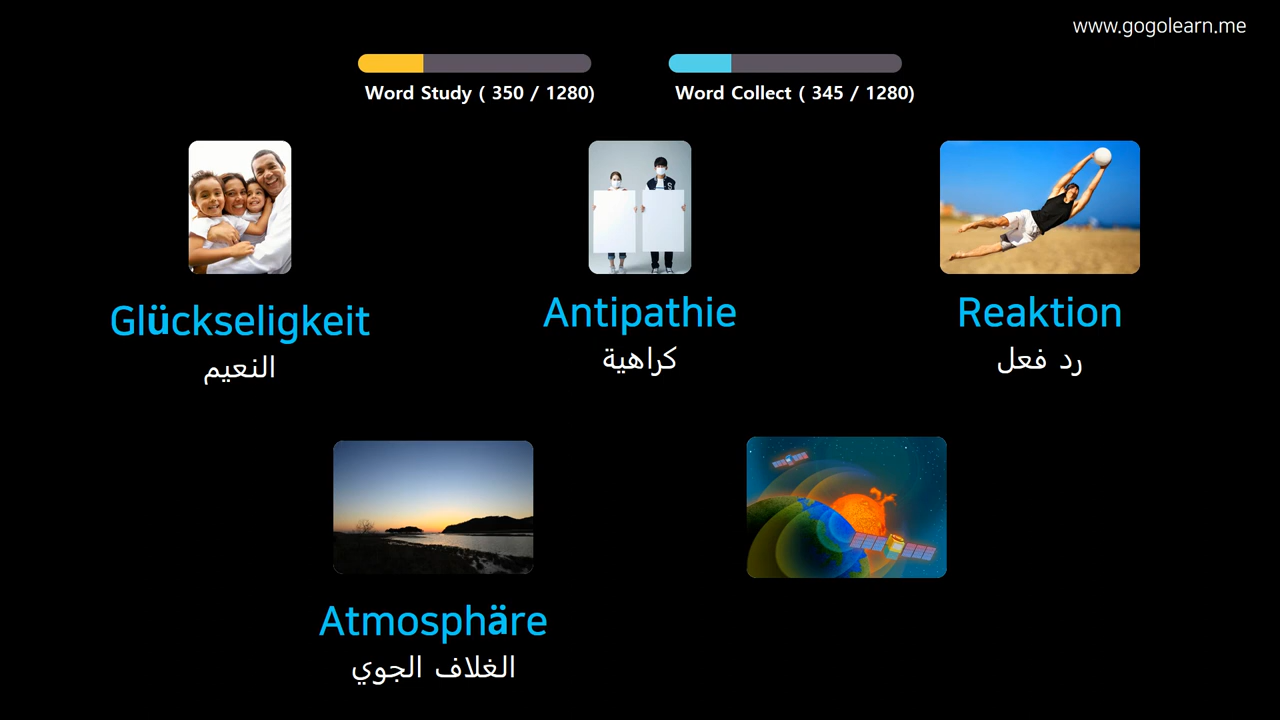 www.gogolearn.me
Word Study ( 350 / 1280)
Word Collect ( 345 / 1280)
Glückseligkeit
النعيم
Antipathie
كراهية
Reaktion
رد فعل
Atmosphäre
الغلاف الجوي